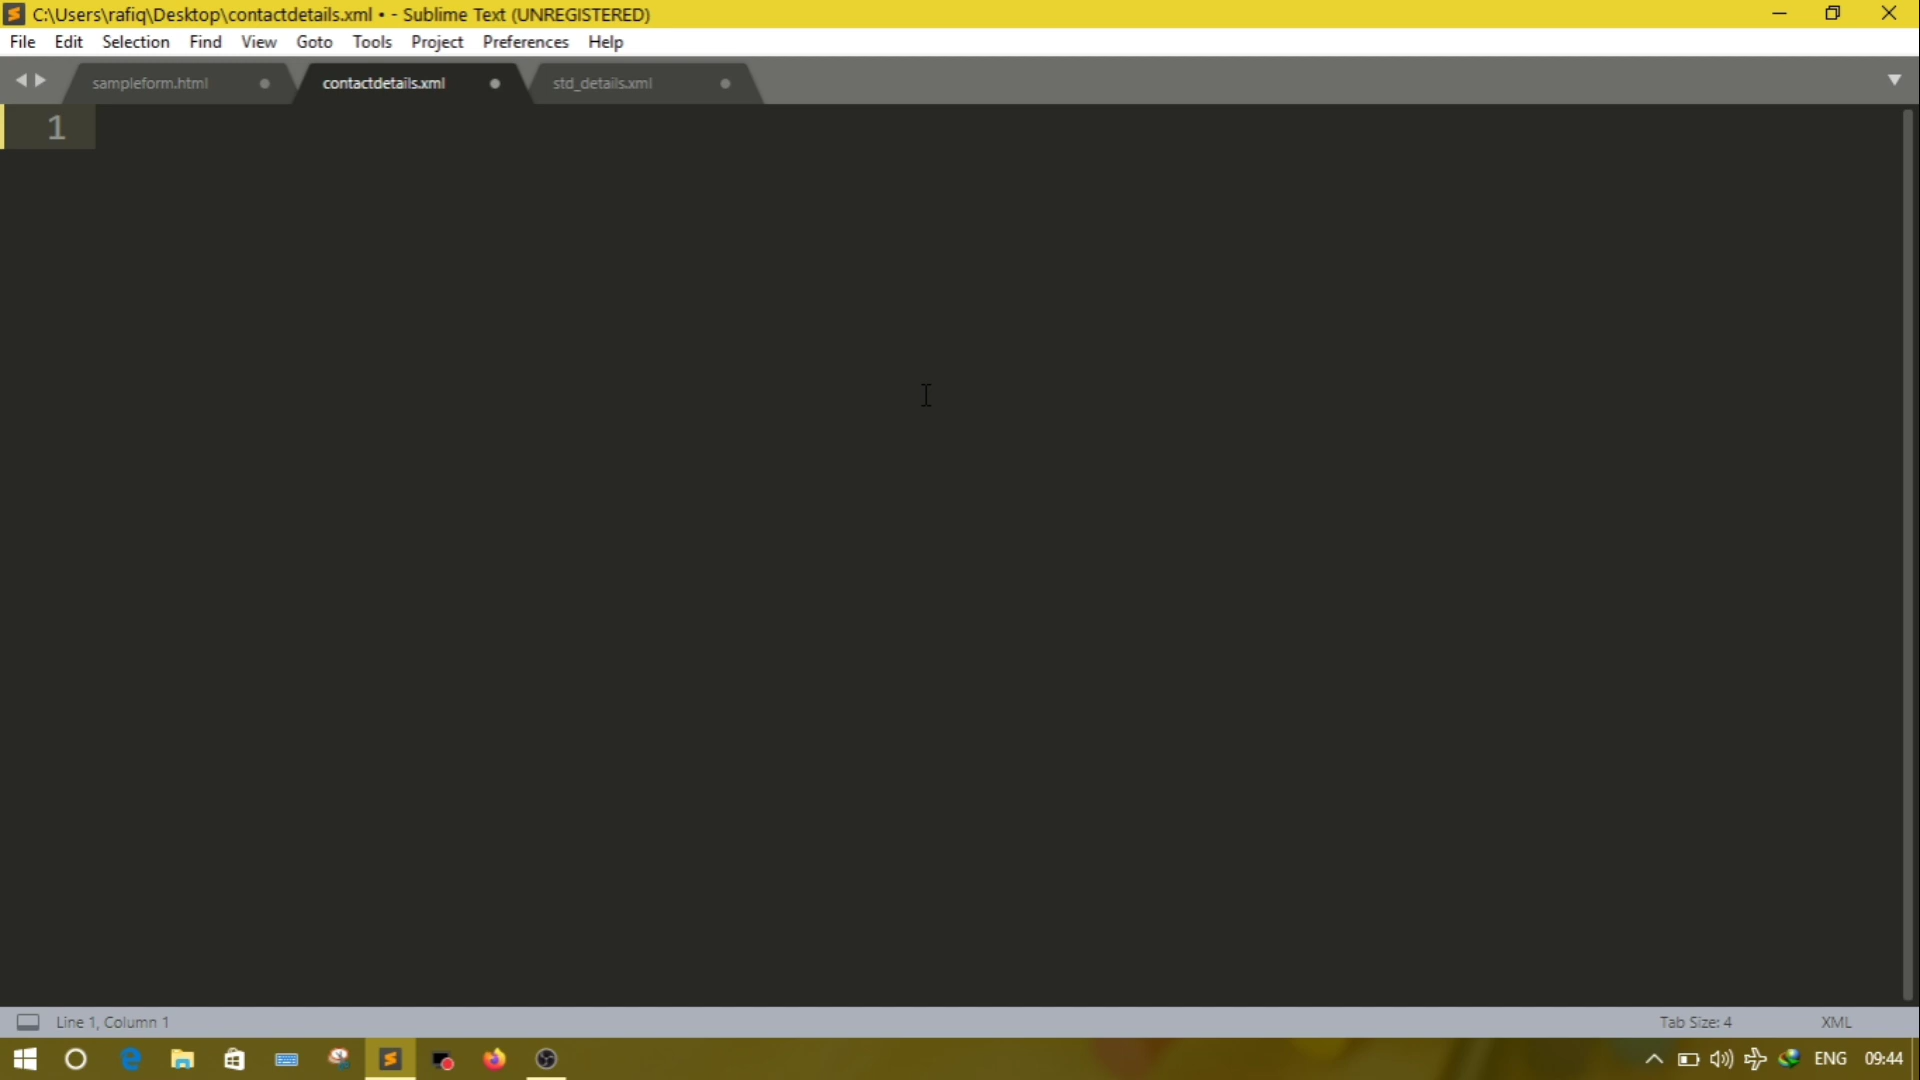 C:\Users\rafiq\Desktop\contactdetails.xml • - Sublime Text (UNREGISTERED)
File Edit Selection Find View Goto Tools Project Preferences Help
sampleform.html contactdetails.xml std_details.xml
1
Line 1, Column 1 Tab Size: 4 XML
ENG 09:44